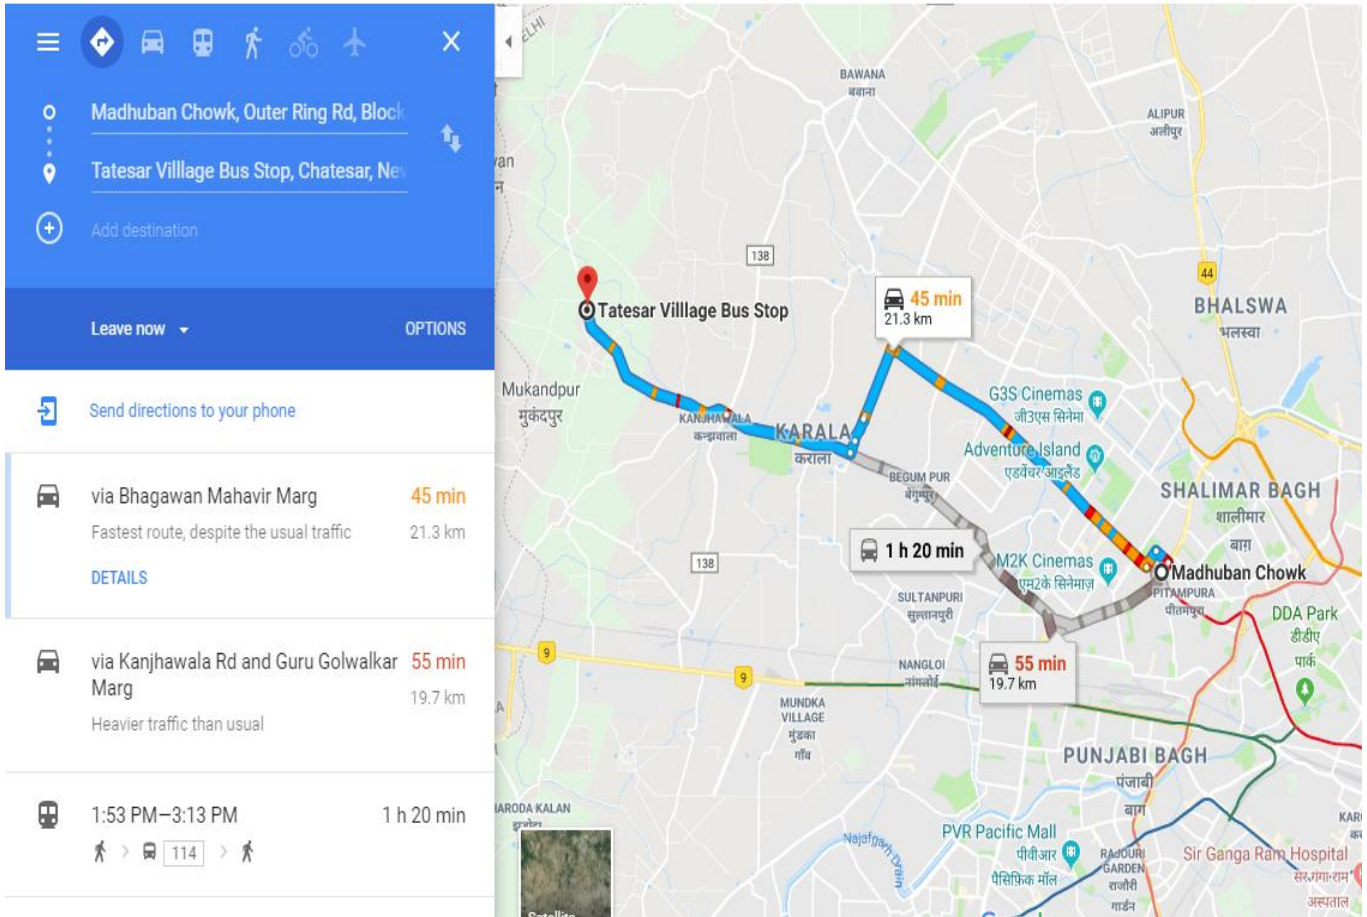 Madhuban Chowk, Outer Ring Rd, Block
Tatesar Villlage Bus Stop, Chatesar, New
Add destination
Leave now
OPTIONS
Send directions to your phone
via Bhagawan Mahavir Marg
45 min
Fastest route, despite the usual traffic
21.3 km
DETAILS
via Kanjhawala Rd and Guru Golwalkar
55 min
Marg
19.7 km
Heavier traffic than usual
1:53 PM–3:13 PM
1 h 20 min
114
DELHI
BAWANA
बवाना
ALIPUR
अलीपुर
138
44
BHALSWA
भलस्वा
Tatesar Villlage Bus Stop
45 min
21.3 km
Mukandpur
मुकंदपुर
KANJHAWALA
कन्झावाला
KARALA
कराला
G3S Cinemas
जी3एस सिनेमा
Adventure Island
एडवेंचर आइलैंड
BEGUM PUR
बेगुमपुर
SHALIMAR BAGH
शालीमार
बाग़
1 h 20 min
138
M2K Cinemas
एम2के सिनेमाज़
Madhuban Chowk
PITAMPURA
पीतमपुरा
SULTANPURI
सुल्तानपुरी
DDA Park
डीडीए
पार्क
9
9
NANGLOI
नांगलोई
55 min
19.7 km
MUNDKA
VILLAGE
मुंडका
गाँव
PUNJABI BAGH
पंजाबी
बाग
HARODA KALAN
Najafgarh
Drain
PVR Pacific Mall
पीवीआर
पैसिफ़िक मॉल
RAJOURI
GARDEN
राजौरी
गार्डन
Sir Ganga Ram Hospital
सर गंगा राम
अस्पताल
KAR
Satellite